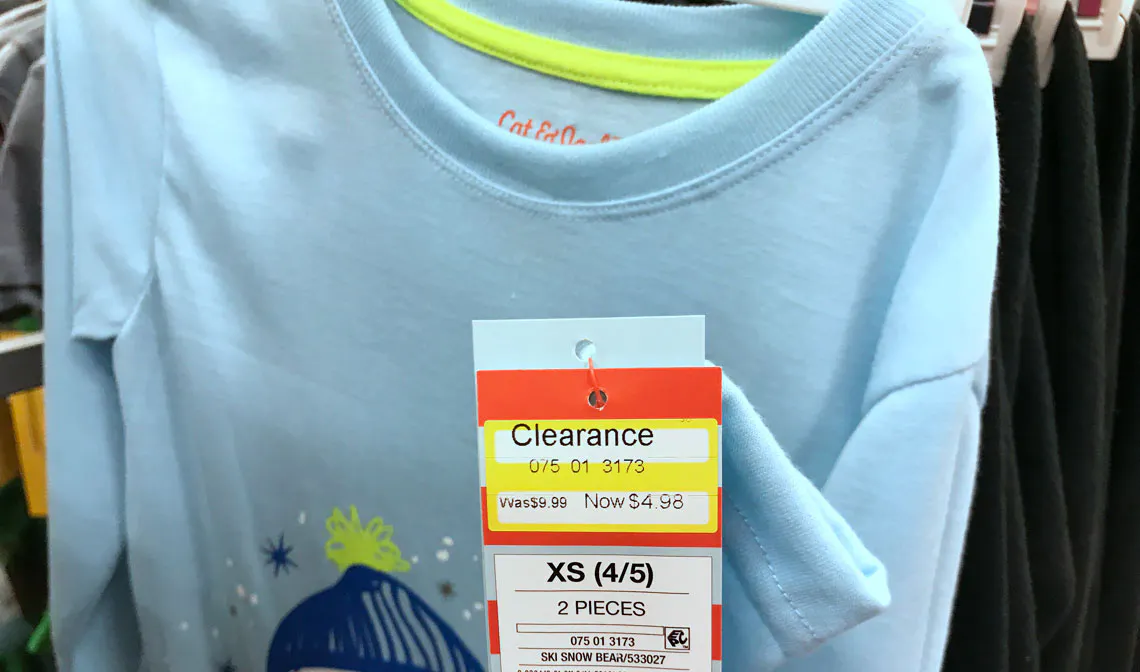 Cat &
Clearance
075 01 3173
Was$9.99 Now $4.98
XS (4/5)
2 PIECES
075 01 3173
SKI SNOW BEAR/533027